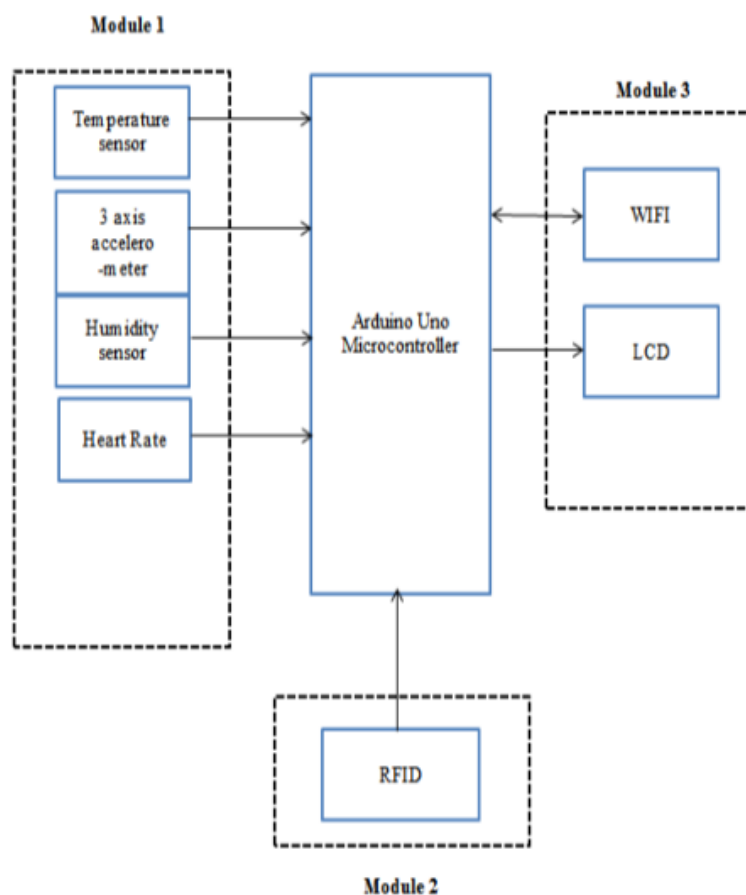 Module 1
Temperature
sensor
3 axis
accelero
-meter
Humidity
sensor
Heart Rate
Arduino Uno
Microcontroller
Module 3
WIFI
LCD
RFID
Module 2